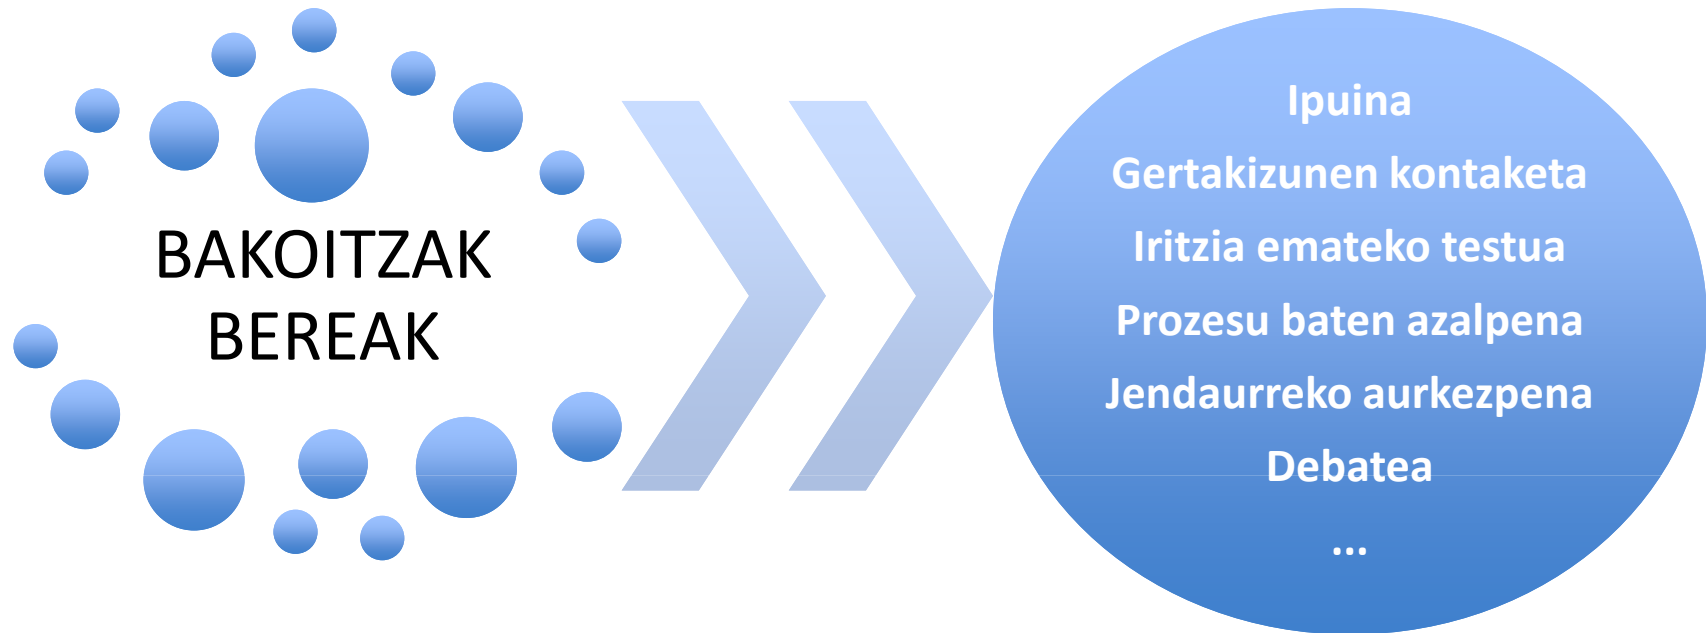 BAKOITZAK
BEREAK
Ipuina
Gertakizunen kontaketa
Iritzia emateko testua
Prozesu baten azalpena
Jendaurreko aurkezpena
Debatea
...